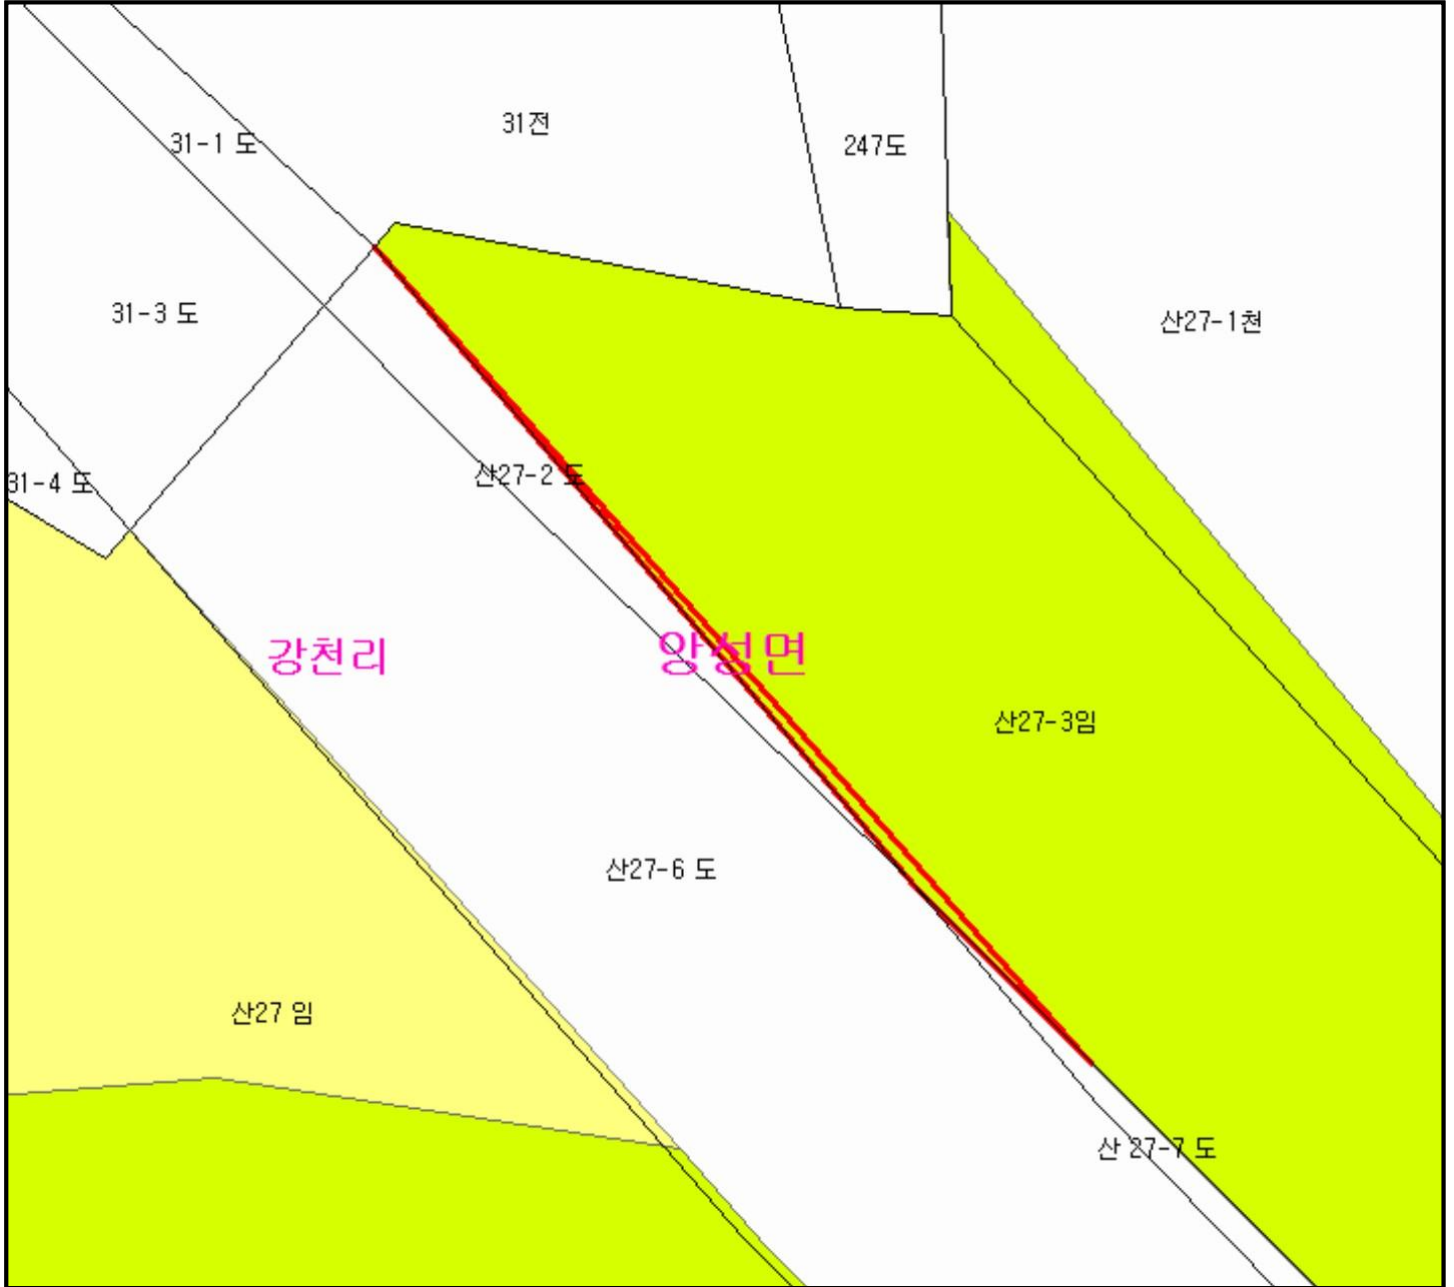 31전
31-1 도
247도
31-3 도
산27-1천
산27-2 도
31-4 도
강천리
앙성면
산27-3임
산27-6 도
산27 임
산 27-7 도